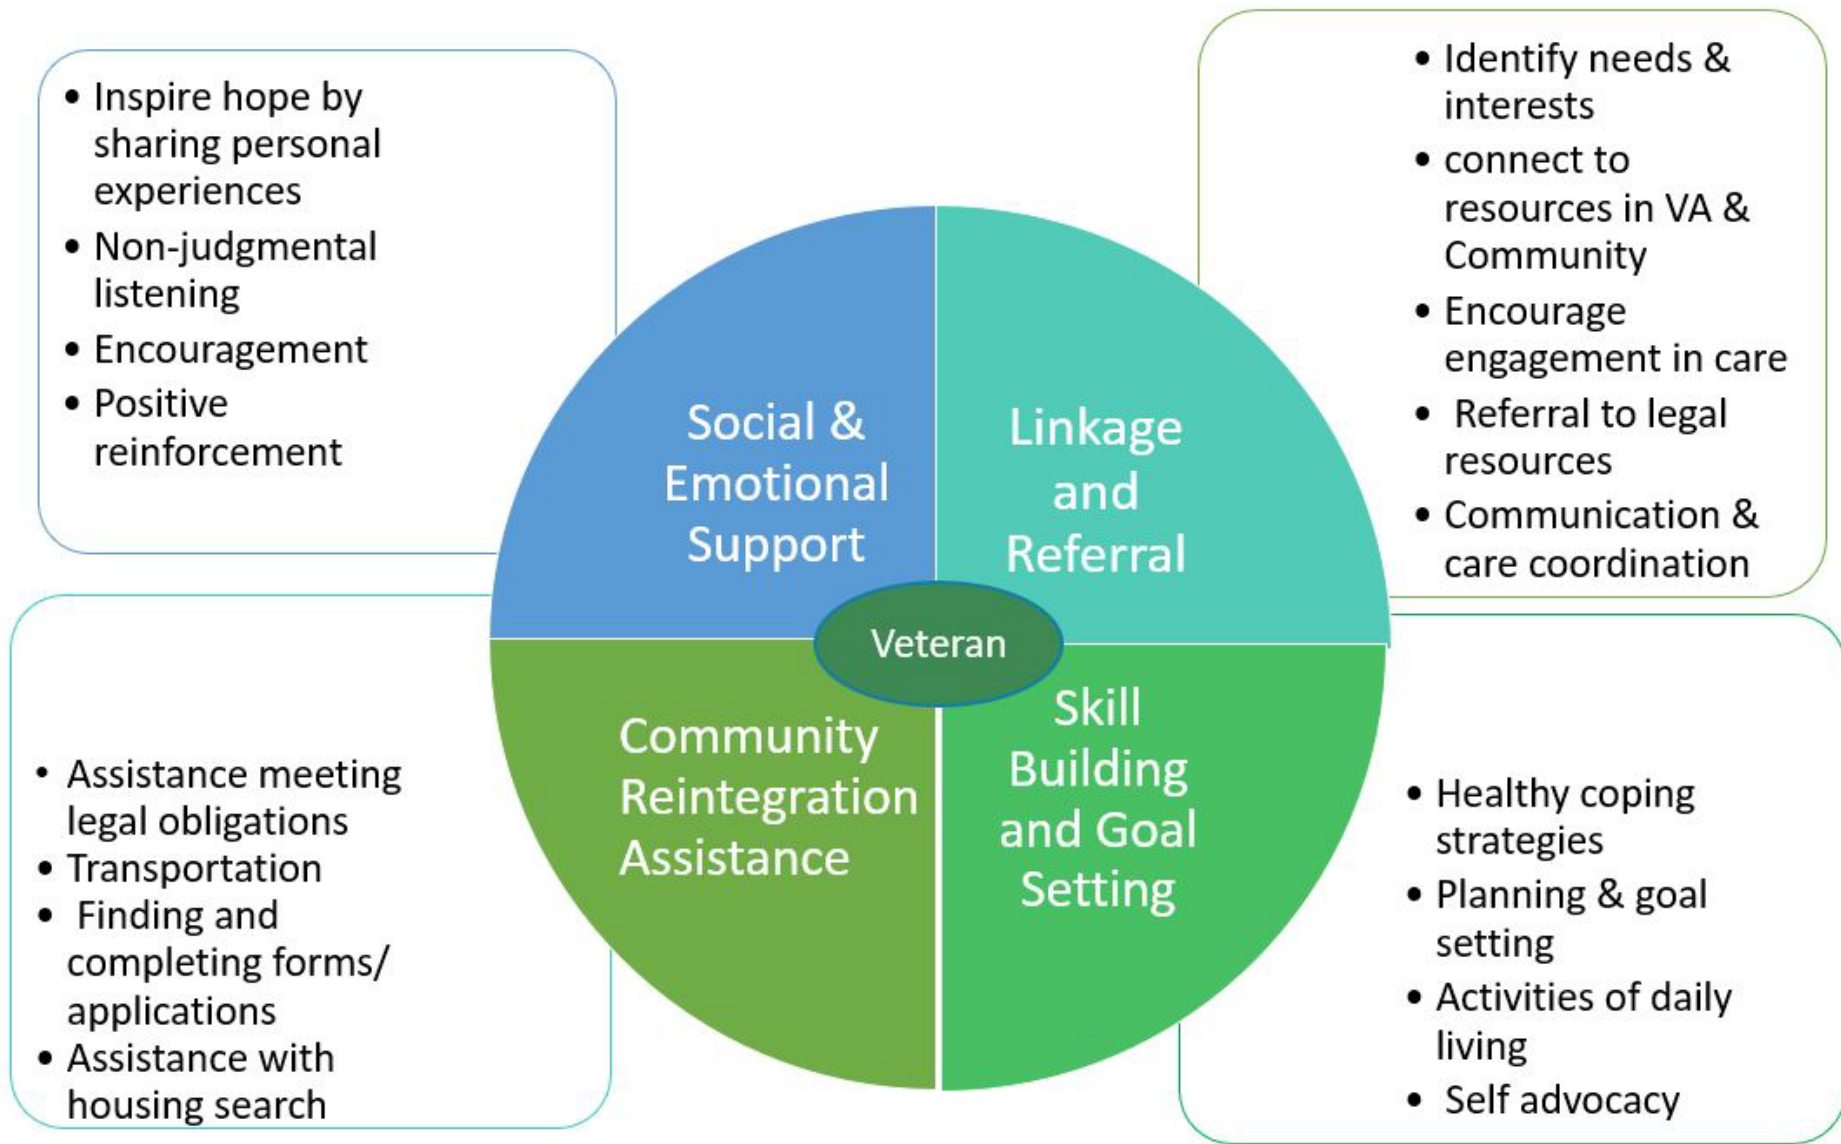 • Inspire hope by
sharing personal
experiences
• Non-judgmental
listening
• Encouragement
• Positive
reinforcement
• Identify needs &
interests
• connect to
resources in VA &
Community
• Encourage
engagement in care
• Referral to legal
resources
• Communication &
care coordination
Social &
Emotional
Support
Linkage
and
Referral
Veteran
Community
Reintegration
Assistance
Skill
Building
and Goal
Setting
• Assistance meeting
legal obligations
• Transportation
• Finding and
completing forms/
applications
• Assistance with
housing search
• Healthy coping
strategies
• Planning & goal
setting
• Activities of daily
living
• Self advocacy